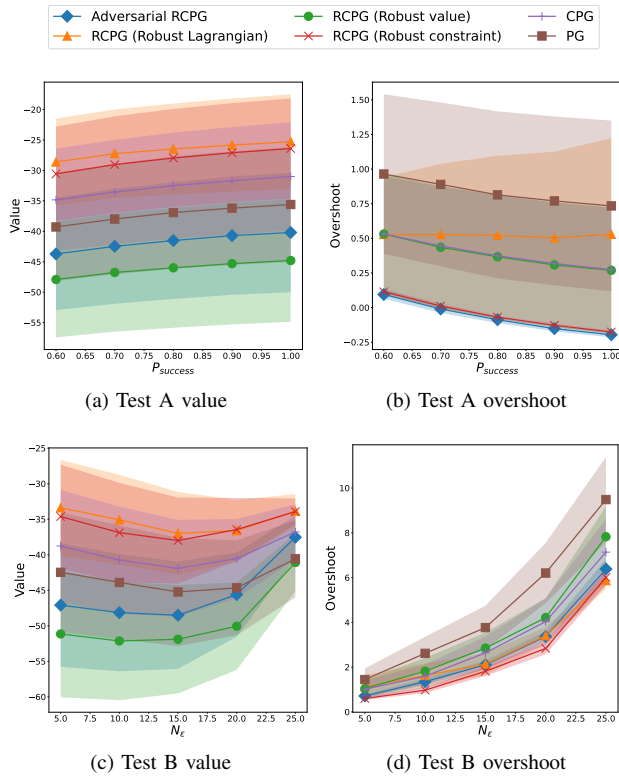 Adversarial RCPG RCPG (Robust value) CPG
RCPG (Robust Lagrangian) RCPG (Robust constraint) PG
Value
−20
−25
−30
−35
−40
−45
−50
−55
0.60 0.65 0.70 0.75 0.80 0.85 0.90 0.95 1.00
P_success
(a) Test A value
Overshoot
1.50
1.25
1.00
0.75
0.50
0.25
0.00
−0.25
0.60 0.65 0.70 0.75 0.80 0.85 0.90 0.95 1.00
P_success
(b) Test A overshoot
Value
−25
−30
−35
−40
−45
−50
−55
−60
5.0 7.5 10.0 12.5 15.0 17.5 20.0 22.5 25.0
N_ε
(c) Test B value
Overshoot
10
8
6
4
2
0
5.0 7.5 10.0 12.5 15.0 17.5 20.0 22.5 25.0
N_ε
(d) Test B overshoot